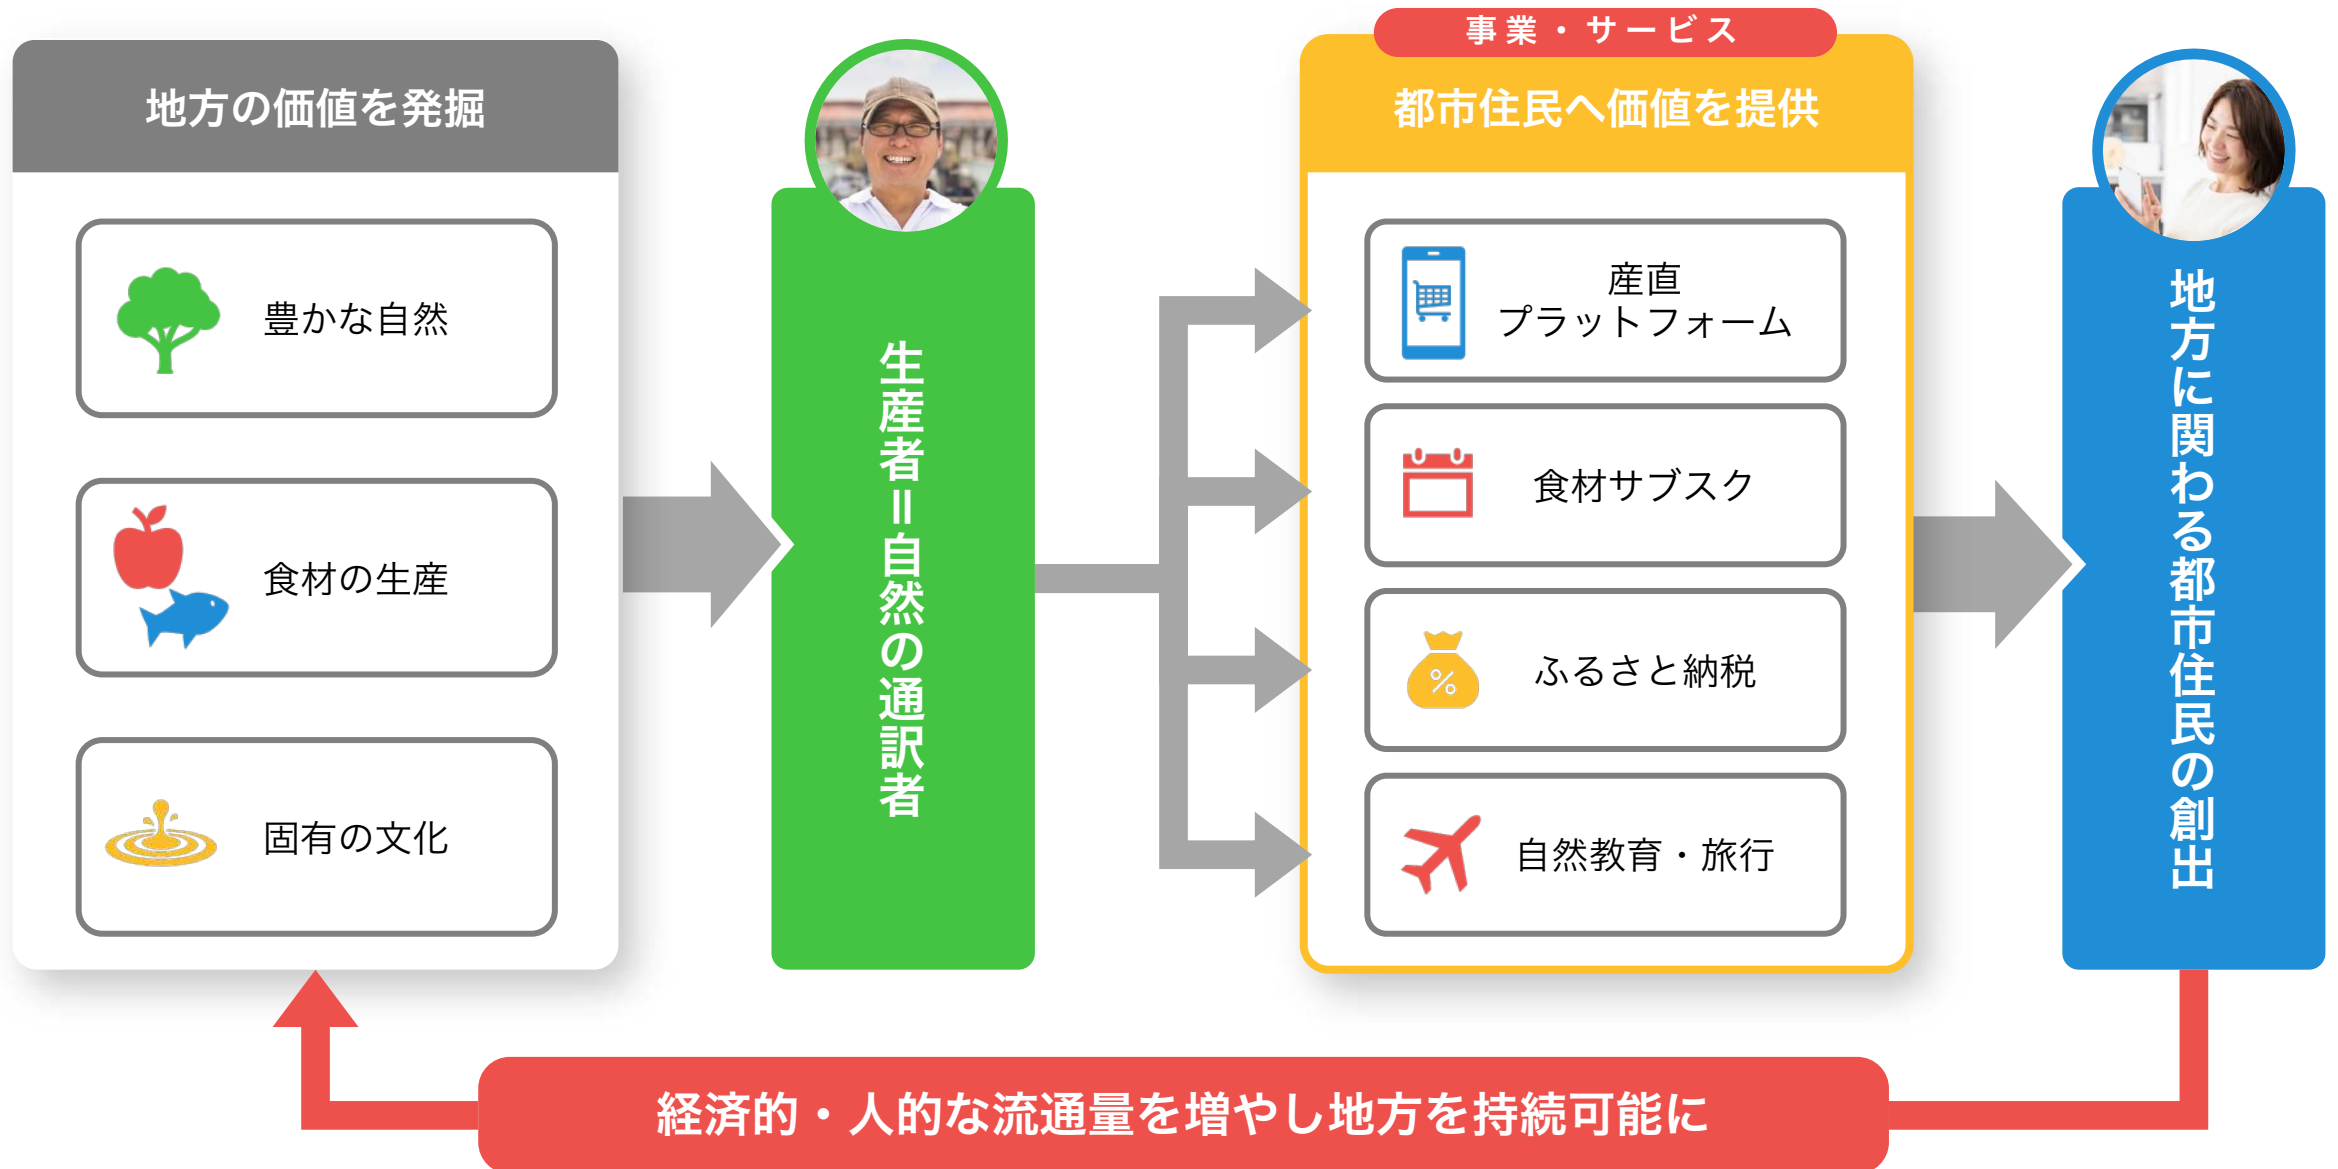 地方の価値を発掘
豊かな自然
食材の生産
固有の文化
生産者＝自然の通訳者
事業・サービス
都市住民へ価値を提供
産直
プラットフォーム
食材サブスク
%
ふるさと納税
自然教育・旅行
地方に関わる都市住民の創出
経済的・人的な流通量を増やし地方を持続可能に